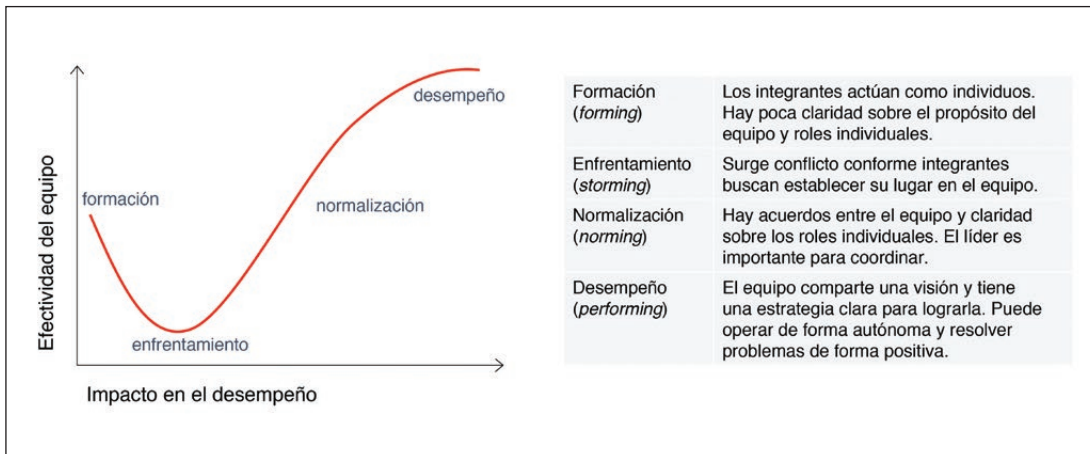 Efectividad del equipo
formación
enfrentamiento
normalización
desempeño
Impacto en el desempeño
Formación
(forming)
Los integrantes actúan como individuos.
Hay poca claridad sobre el propósito del
equipo y roles individuales.
Enfrentamiento
(storming)
Surge conflicto conforme integrantes
buscan establecer su lugar en el equipo.
Normalización
(norming)
Hay acuerdos entre el equipo y claridad
sobre los roles individuales. El líder es
importante para coordinar.
Desempeño
(performing)
El equipo comparte una visión y tiene
una estrategia clara para lograrla. Puede
operar de forma autónoma y resolver
problemas de forma positiva.